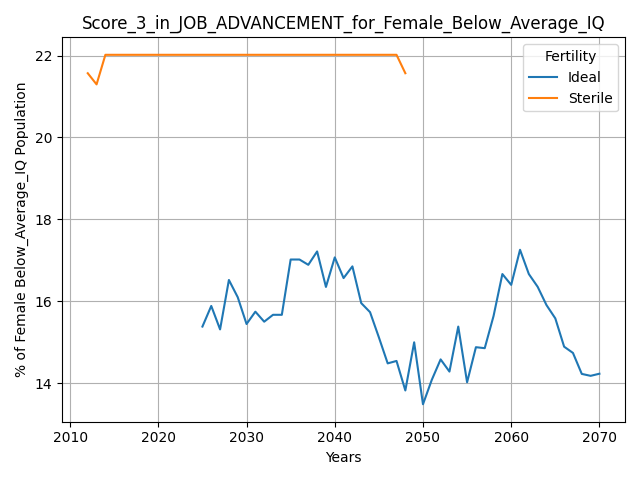 Score_3_in_JOB_ADVANCEMENT_for_Female_Below_Average_IQ
% of Female Below_Average_IQ Population
22
20
18
16
14
Fertility
Ideal
Sterile
2010 2020 2030 2040 2050 2060 2070
Years